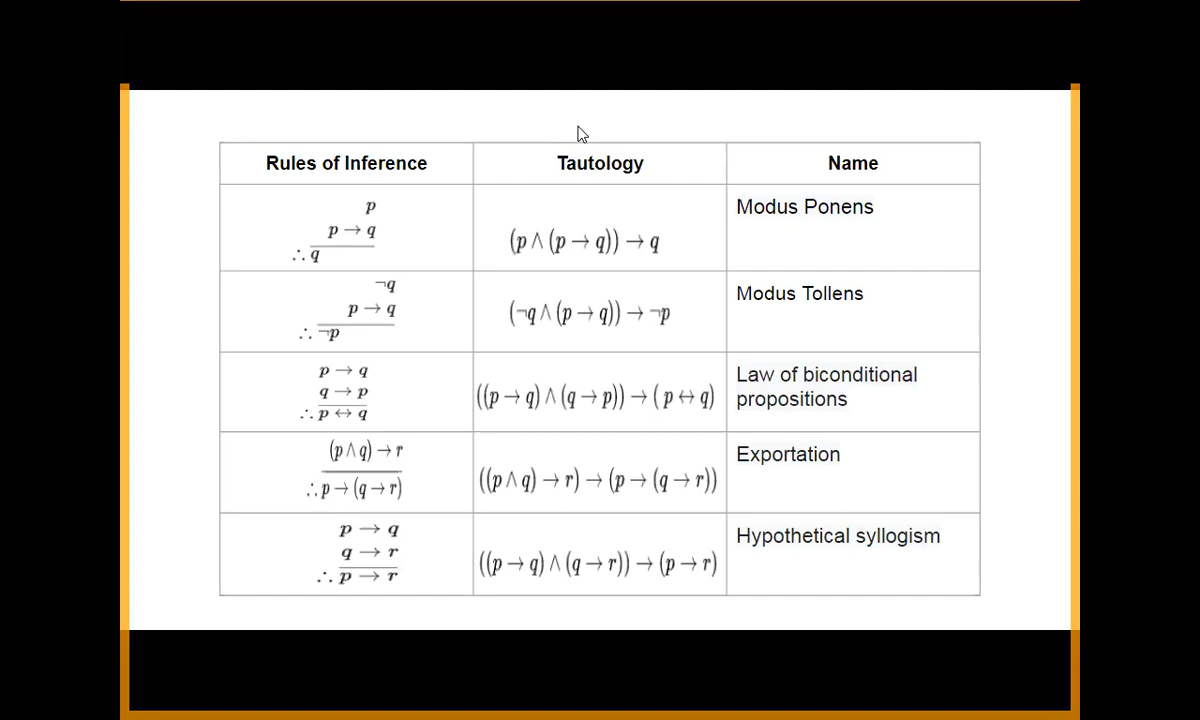 Rules of Inference Tautology Name
p
p → q
∴ q
(p ∧ (p → q)) → q
Modus Ponens
¬q
p → q
∴ ¬p
(¬q ∧ (p → q)) → ¬p
Modus Tollens
p → q
q → p
∴ p ↔ q
((p → q) ∧ (q → p)) → ( p ↔ q)
Law of biconditional
propositions
(p ∧ q) → r
∴ p → (q → r)
((p ∧ q) → r) → (p → (q → r))
Exportation
p → q
q → r
∴ p → r
((p → q) ∧ (q → r)) → (p → r)
Hypothetical syllogism